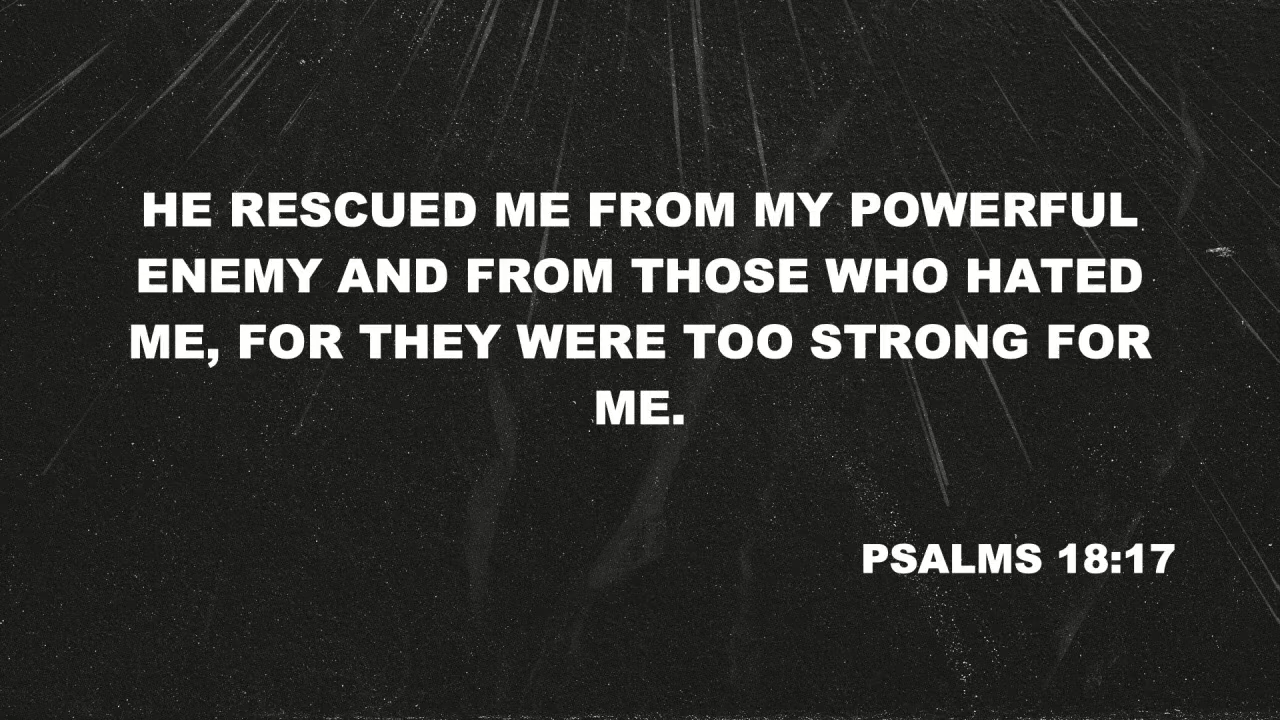 HE RESCUED ME FROM MY POWERFUL
ENEMY AND FROM THOSE WHO HATED
ME, FOR THEY WERE TOO STRONG FOR
ME.
PSALMS 18:17